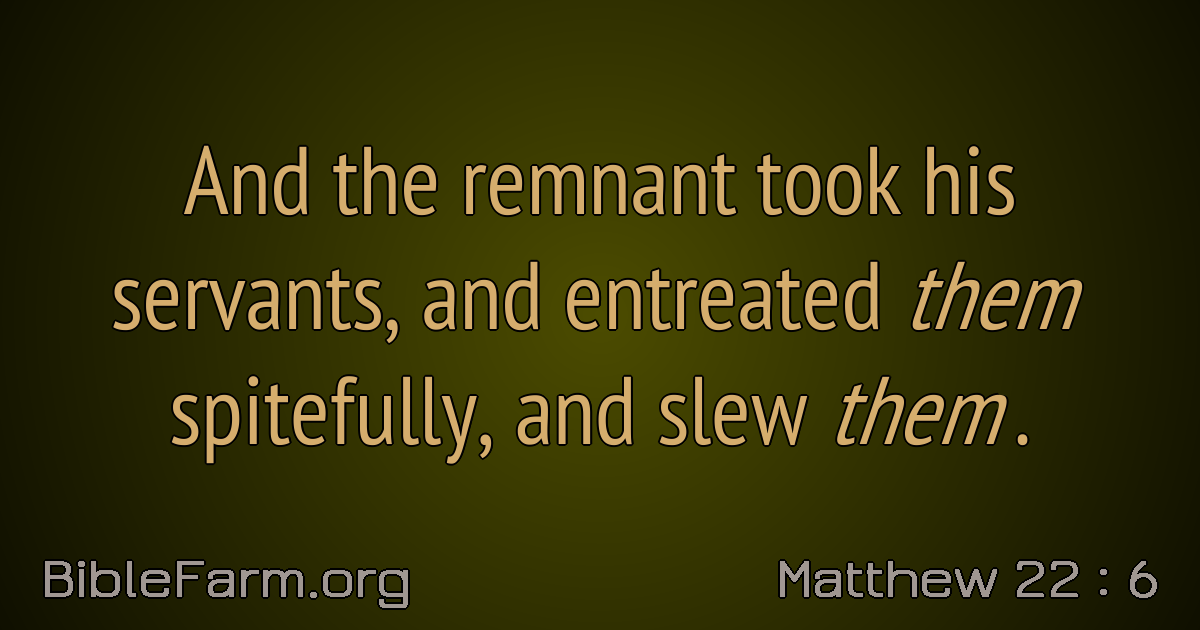 And the remnant took his
servants, and entreated them
spitefully, and slew them.
BibleFarm.org
Matthew 22 : 6